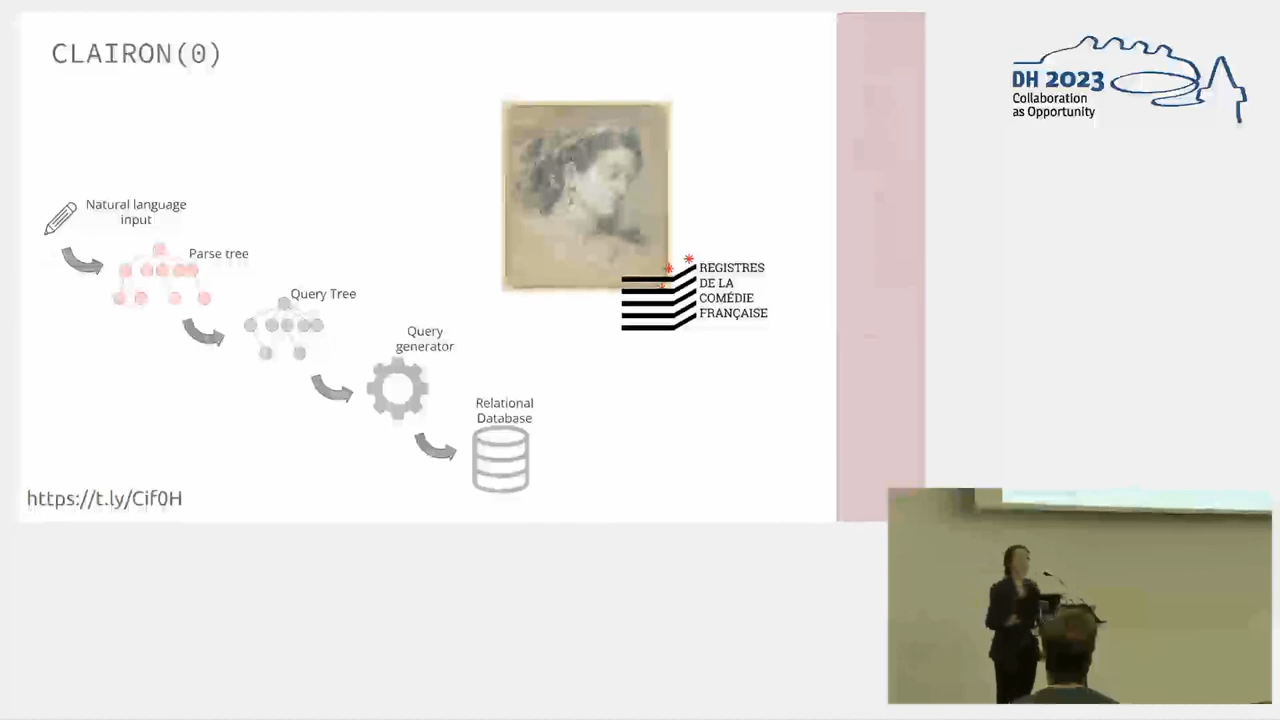 CLAIRON(0)
DH 2023
Collaboration
as Opportunity
Natural language
input
Parse tree
Query Tree
Query
generator
Relational
Database
REGISTRES
DE LA
COMÉDIE
FRANÇAISE
https://t.ly/Cif0H